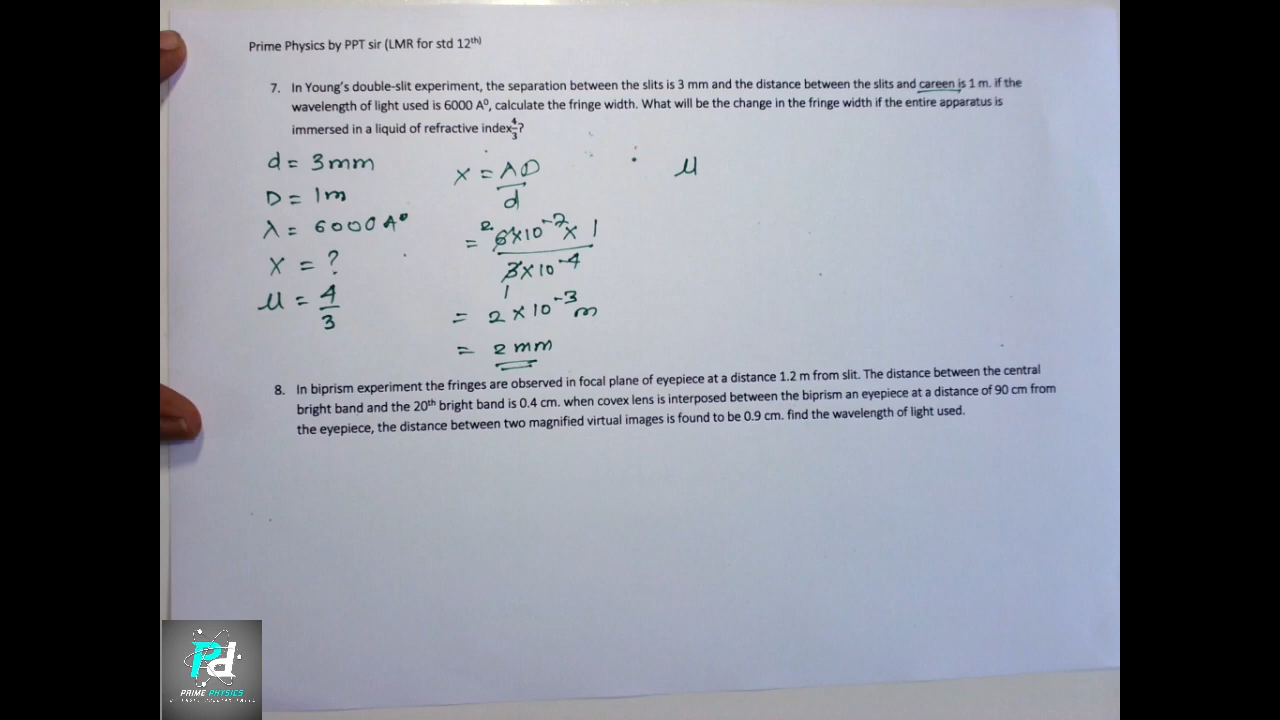 Prime Physics by PPT sir (LMR for std 12th)
7. In Young's double-slit experiment, the separation between the slits is 3 mm and the distance between the slits and careen is 1 m. if the
wavelength of light used is 6000 A⁰, calculate the fringe width. What will be the change in the fringe width if the entire apparatus is
immersed in a liquid of refractive index 4/3?
d = 3mm
D = 1m
λ = 6000 A⁰
X = ?
μ = 4/3
X = λD/d
= 2 6×10⁻⁷ × 1 / 3×10⁻⁴ 1
= 2 × 10⁻³ m
= 2 mm
μ
8. In biprism experiment the fringes are observed in focal plane of eyepiece at a distance 1.2 m from slit. The distance between the central
bright band and the 20th bright band is 0.4 cm. when covex lens is interposed between the biprism an eyepiece at a distance of 90 cm from
the eyepiece, the distance between two magnified virtual images is found to be 0.9 cm. find the wavelength of light used.
Pd
PRIME PHYSICS